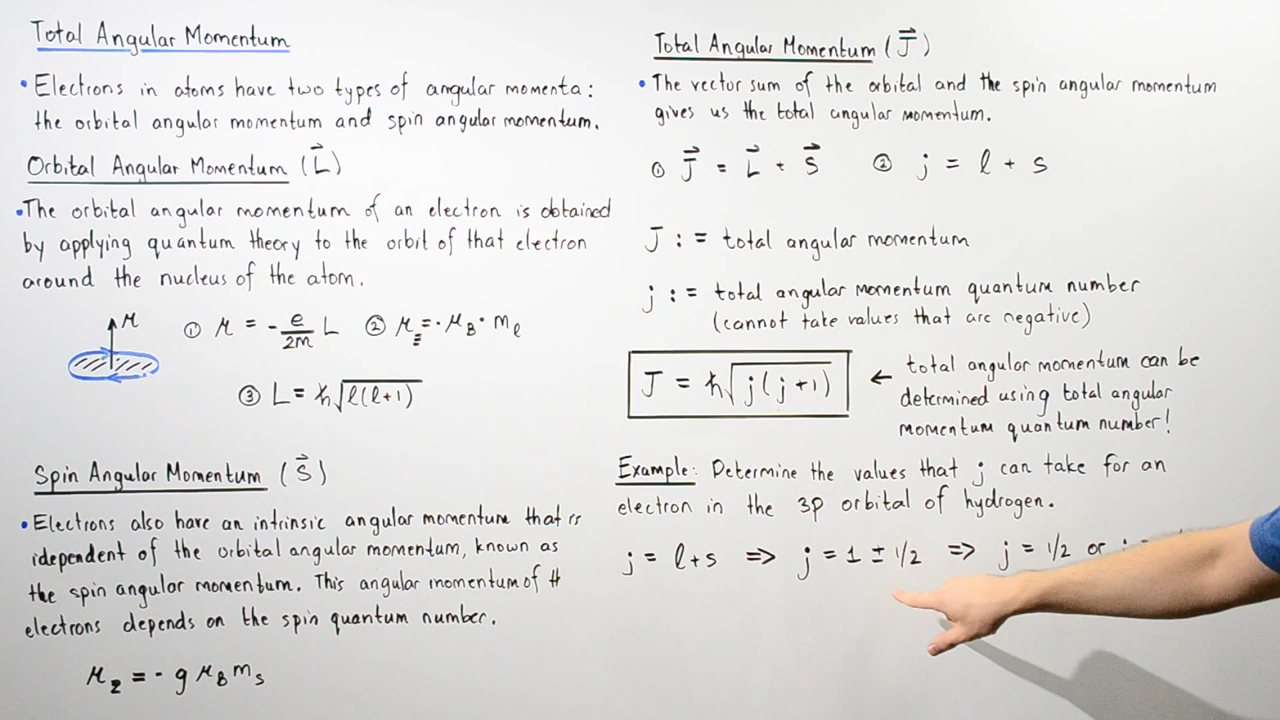 Total Angular Momentum
• Electrons in atoms have two types of angular momenta:
the orbital angular momentum and spin angular momentum.
Orbital Angular Momentum (L⃗)
• The orbital angular momentum of an electron is obtained
by applying quantum theory to the orbit of that electron
around the nucleus of the atom.
μ ① μ = - e/2m L ② μ_z = - μ_B · m_ℓ
③ L = ℏ√ℓ(ℓ+1)
Spin Angular Momentum (S⃗)
• Electrons also have an intrinsic angular momentum that is
idependent of the orbital angular momentum, known as
the spin angular momentum. This angular momentum of
electrons depends on the spin quantum number.
μ_z = - g μ_B m_s
Total Angular Momentum (J⃗)
• The vector sum of the orbital and the spin angular momentum
gives us the total angular momentum.
① J⃗ = L⃗ + S⃗ ② j = ℓ + s
J := total angular momentum
j := total angular momentum quantum number
(cannot take values that are negative)
J = ℏ√j(j+1) ← total angular momentum can be
determined using total angular
momentum quantum number!
Example: Determine the values that j can take for an
electron in the 3p orbital of hydrogen.
j = ℓ+s => j = 1 ± 1/2 => j = 1/2 or